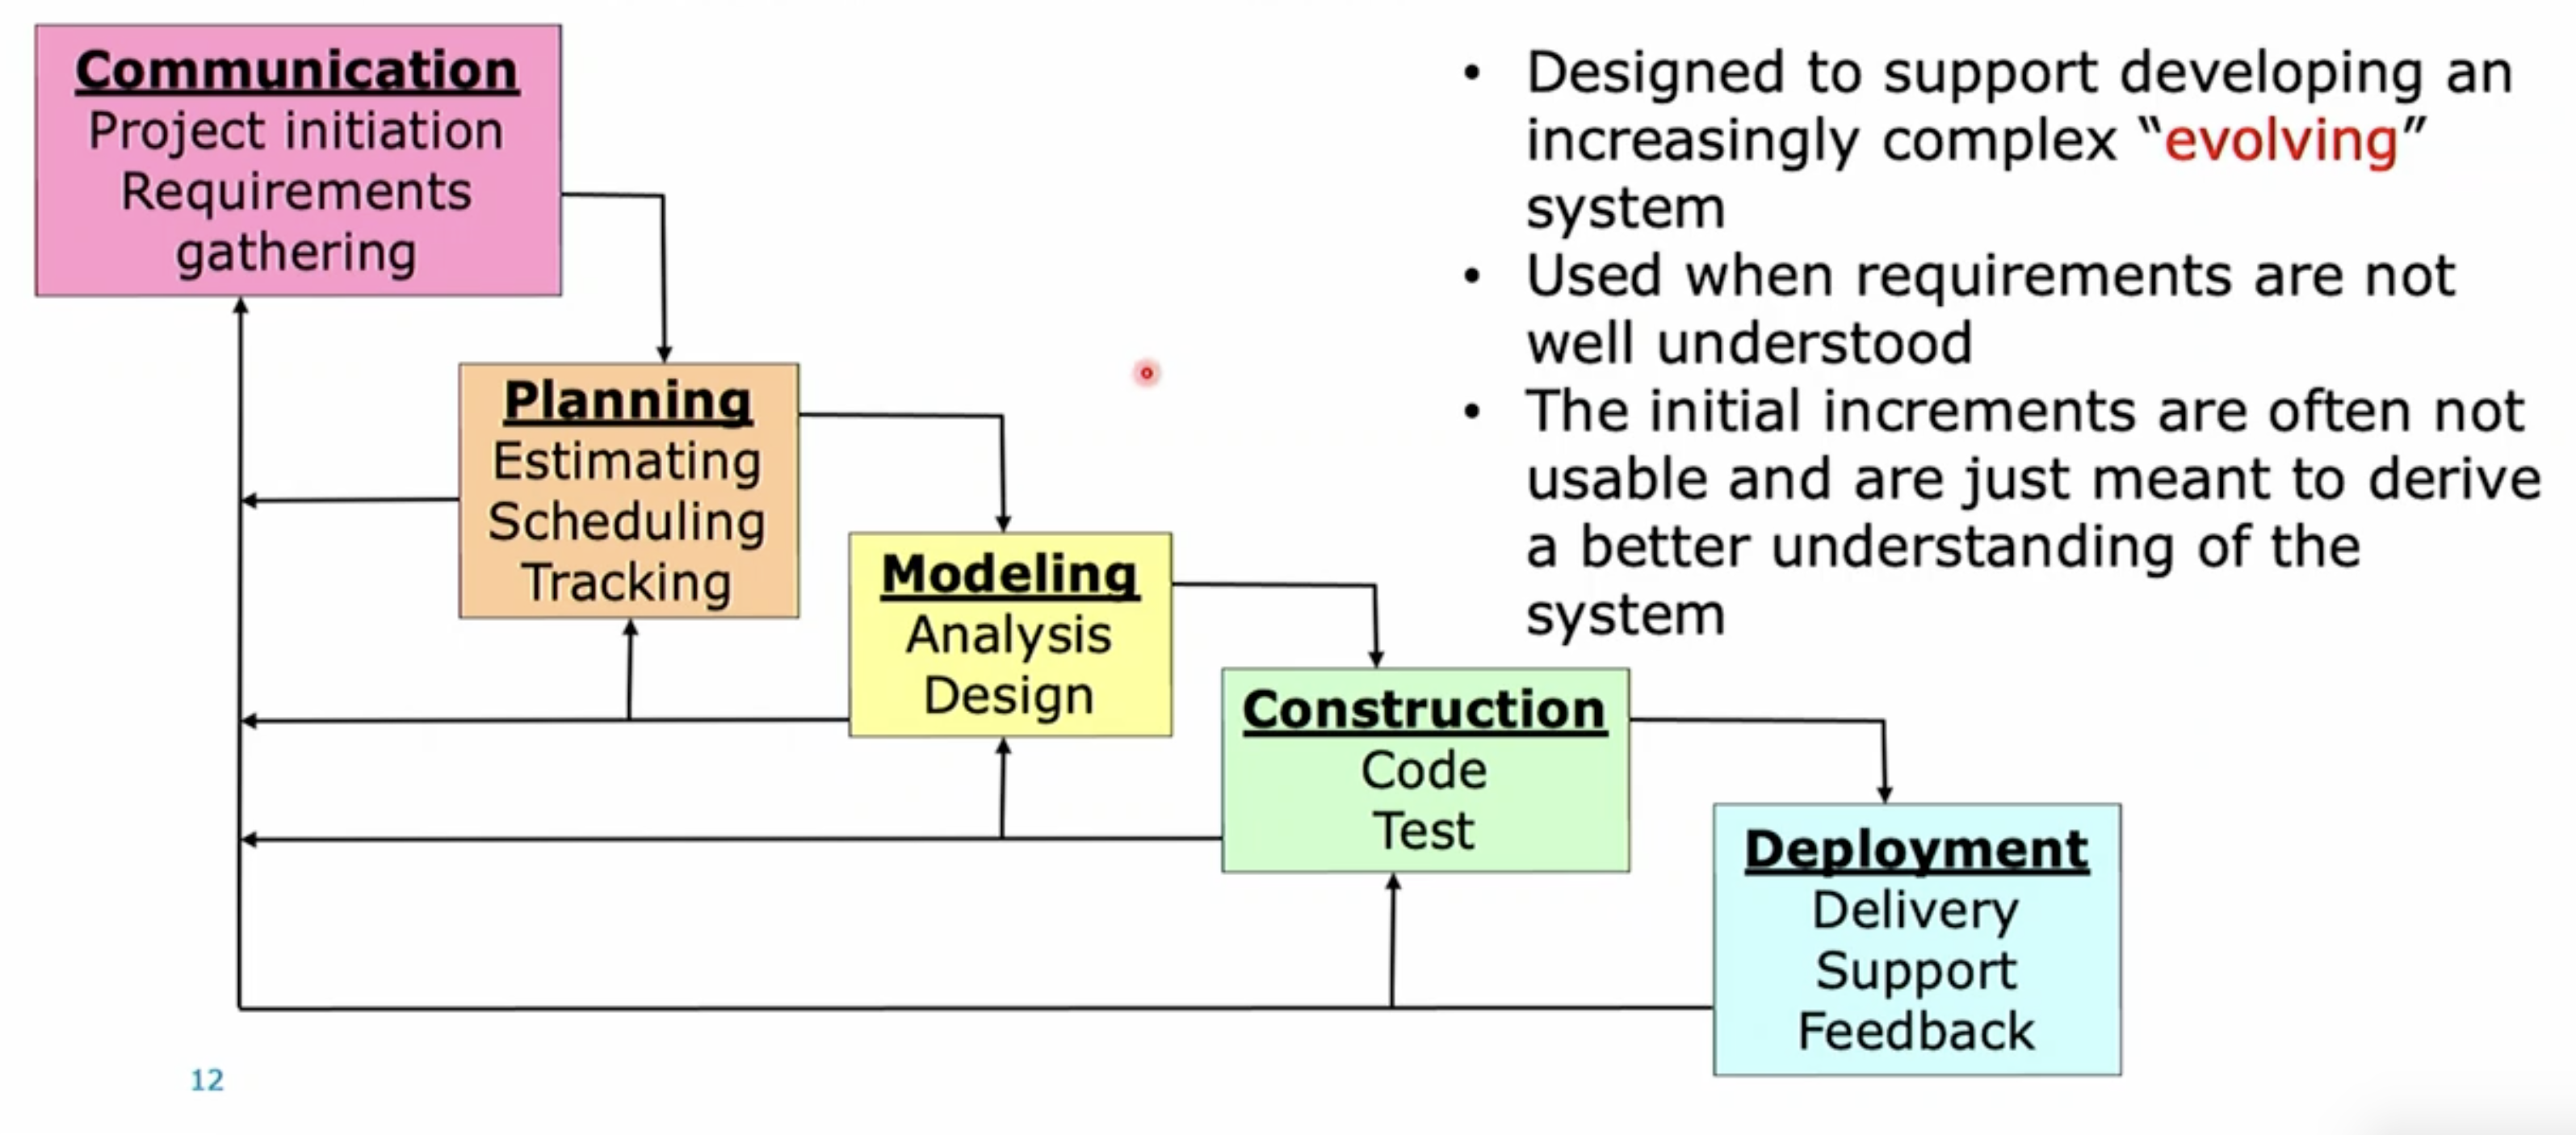 Communication
Project initiation
Requirements
gathering
Planning
Estimating
Scheduling
Tracking
Modeling
Analysis
Design
Construction
Code
Test
Deployment
Delivery
Support
Feedback
• Designed to support developing an
increasingly complex “evolving”
system
• Used when requirements are not
well understood
• The initial increments are often not
usable and are just meant to derive
a better understanding of the
system
12